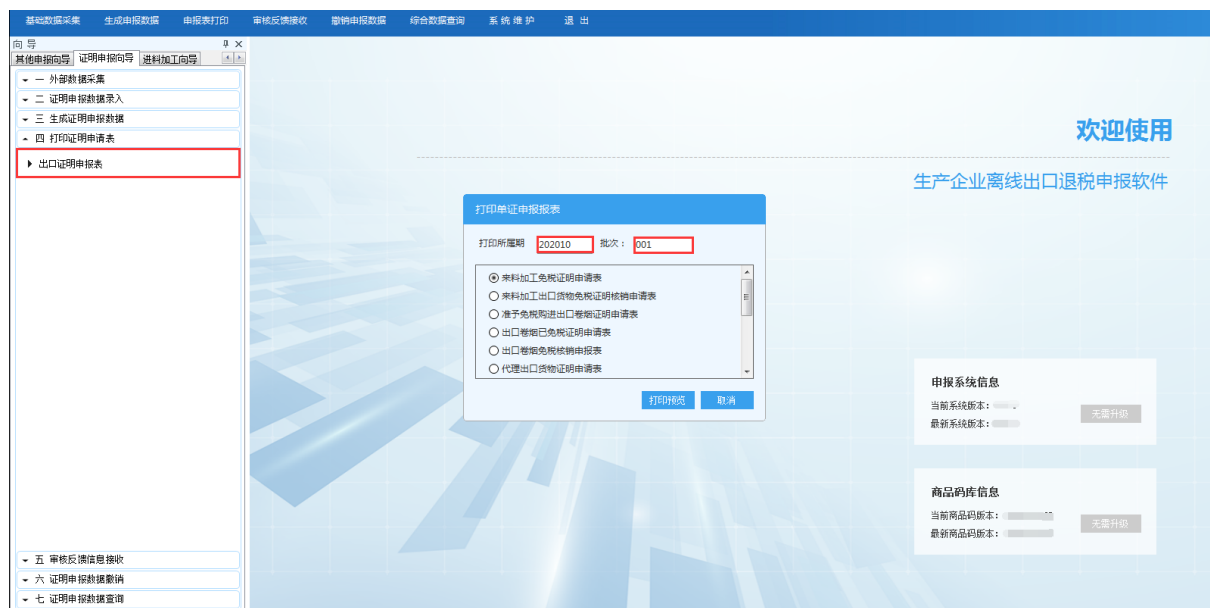 基础数据采集 生成申报数据 申报表打印 审核反馈接收 撤销申报数据 综合数据查询 系统维护 退出
向导
其他申报向导 证明申报向导 进料加工向导
一 外部数据采集
二 证明申报数据录入
三 生成证明申报数据
四 打印证明申请表
出口证明申报表
五 审核反馈信息接收
六 证明申报数据撤销
七 证明申报数据查询
欢迎使用
生产企业离线出口退税申报软件
打印单证申报报表
打印所属期 202010 批次： 001
来料加工免税证明申请表
来料加工出口货物免税证明核销申请表
准予免税购进出口卷烟证明申请表
出口卷烟已免税证明申请表
出口卷烟免税核销申报表
代理出口货物证明申请表
打印预览 取消
申报系统信息
当前系统版本：
最新系统版本：
无需升级
商品码库信息
当前商品码版本：
最新商品码版本：
无需升级